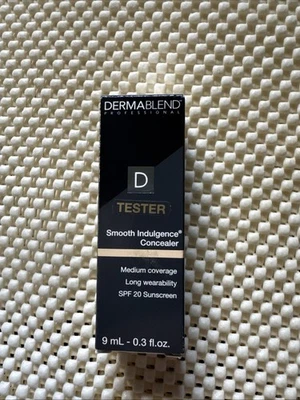 DERMABLEND
PROFESSIONAL
D
TESTER
Smooth Indulgence®
Concealer
Medium coverage
Long wearability
SPF 20 Sunscreen
9 mL - 0.3 fl.oz.